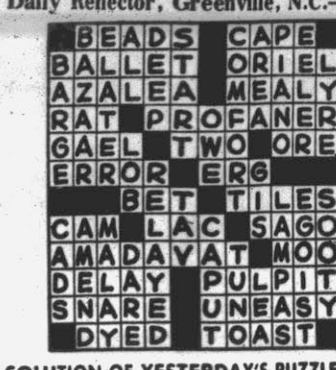 Daily Reflector, Greenville, N.C.—
BEADS CAPE
BALLET ORIEL
AZALEA MEALY
RAT PROFANER
GAEL TWO ORE
ERROR ERG
BET TILES
CAM LAC SAGO
AMADAVAT MOO
DELAY PULPIT
SNARE UNEASY
DYED TOAST
SOLUTION OF YESTERDAY'S PUZZLE